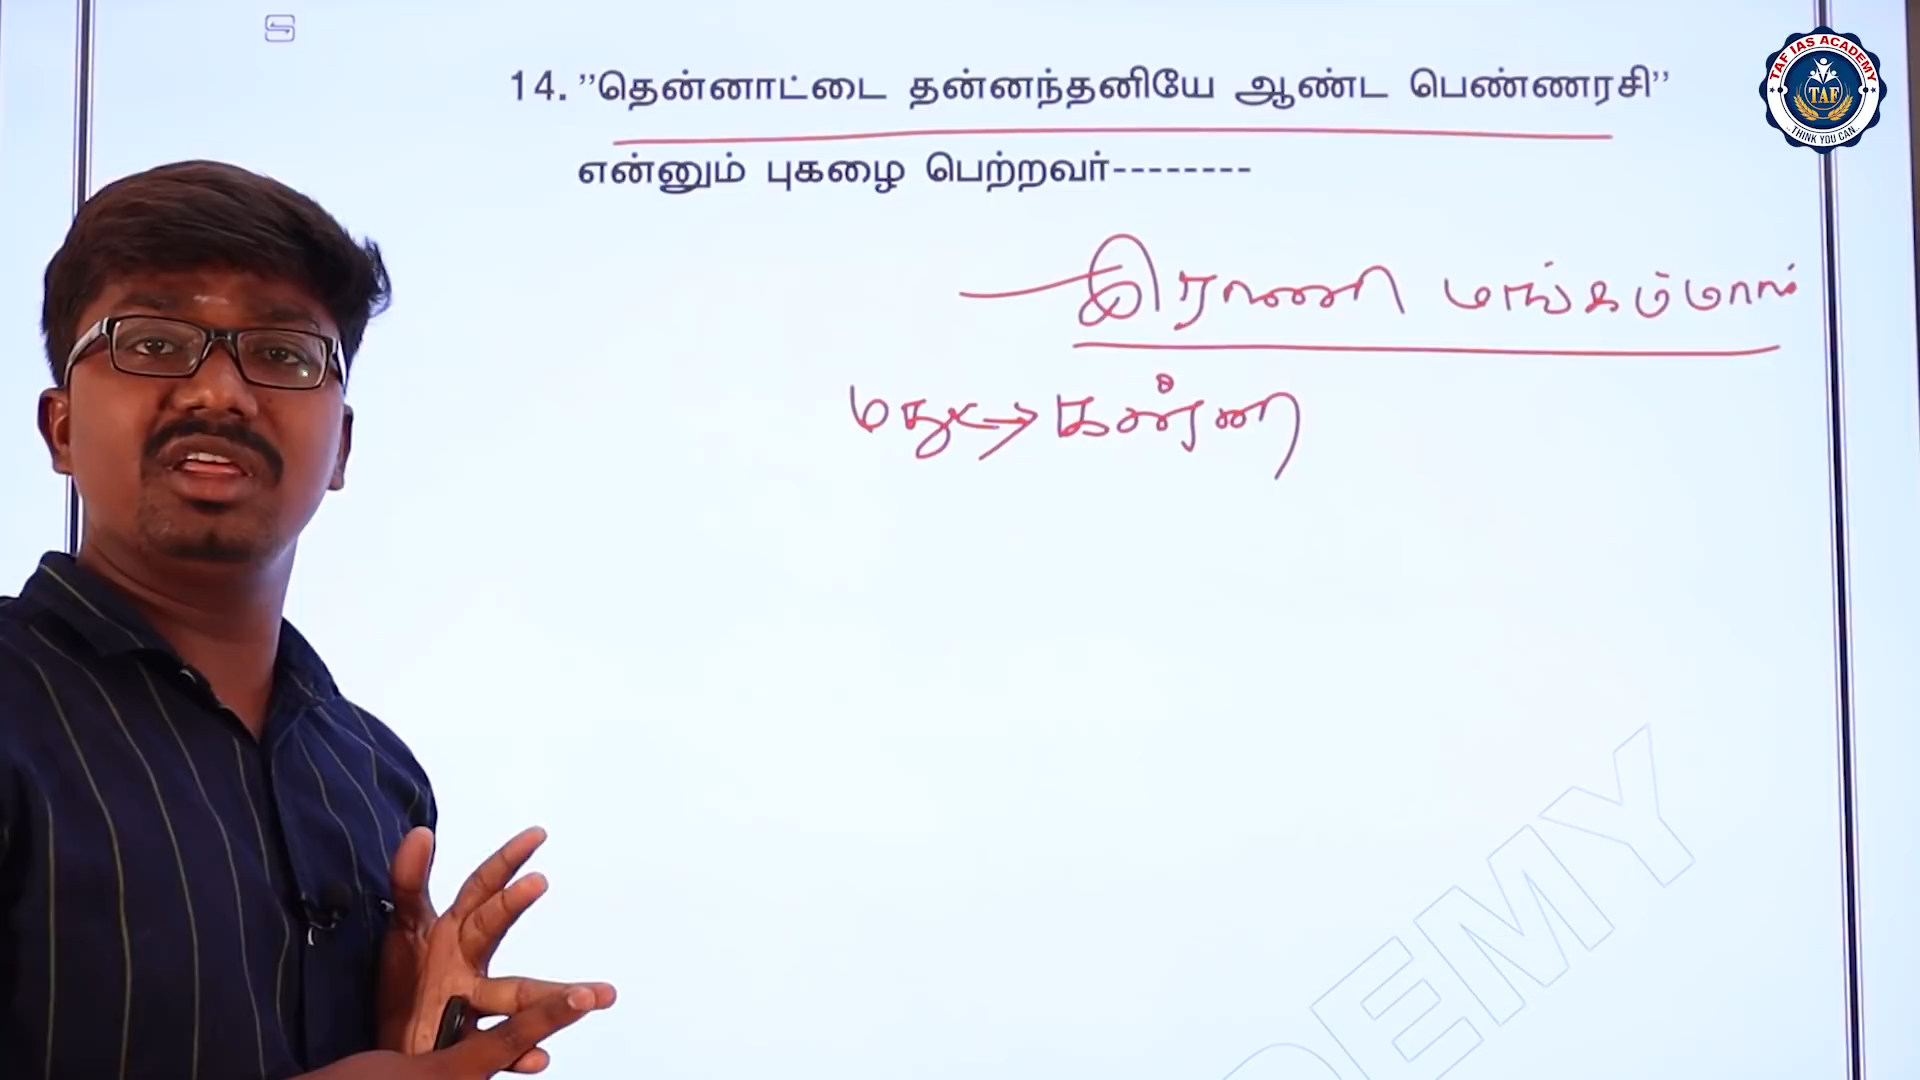 14. ”தென்னாட்டை தன்னந்தனியே ஆண்ட பெண்ணரசி”
என்னும் புகழை பெற்றவர்--------
இராணி மங்கம்மாள்
TAF IAS ACADEMY
TAF
..THINK YOU CAN..
DEMY